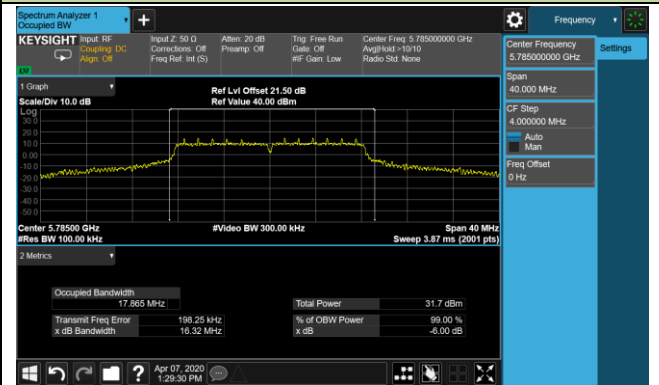 Spectrum Analyzer 1
Occupied BW
Frequency
KEYSIGHT
Input: RF
Coupling: DC
Align: Off
Input Z: 50 Ω
Corrections: Off
Freq Ref: Int (S)
Atten: 20 dB
Preamp: Off
Trig: Free Run
Gate: Off
#IF Gain: Low
Center Freq: 5.785000000 GHz
Avg|Hold:>10/10
Radio Std: None
Center Frequency
5.785000000 GHz
Settings
Span
40.000 MHz
CF Step
4.000000 MHz
Auto
Man
Freq Offset
0 Hz
1 Graph
Scale/Div 10.0 dB
Ref Lvl Offset 21.50 dB
Ref Value 40.00 dBm
Log
30.0
20.0
10.0
0.00
-10.0
-20.0
-30.0
-40.0
-50.0
Center 5.78500 GHz
#Res BW 100.00 kHz
#Video BW 300.00 kHz
Span 40 MHz
Sweep 3.87 ms (2001 pts)
2 Metrics
Occupied Bandwidth
17.865 MHz
Total Power 31.7 dBm
Transmit Freq Error 198.25 kHz
% of OBW Power 99.00 %
x dB Bandwidth 16.32 MHz
x dB -6.00 dB
Apr 07, 2020
1:29:30 PM